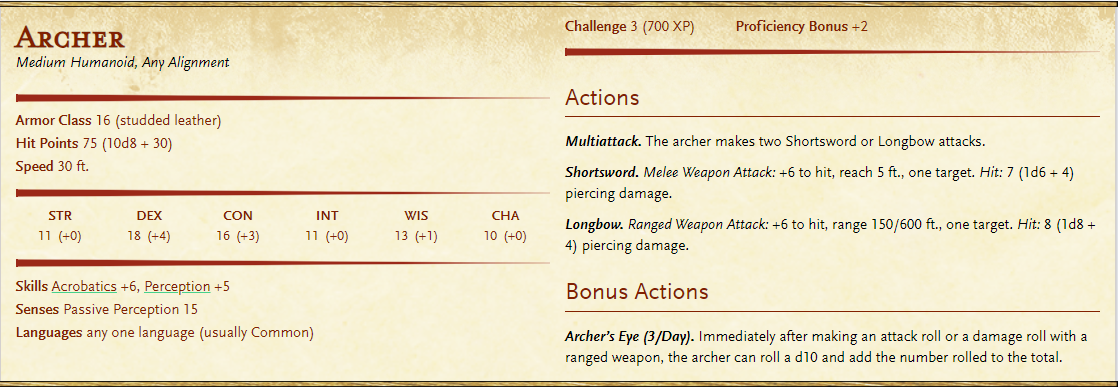 ARCHER
Medium Humanoid, Any Alignment
Armor Class 16 (studded leather)
Hit Points 75 (10d8 + 30)
Speed 30 ft.
STR DEX CON INT WIS CHA
11 (+0) 18 (+4) 16 (+3) 11 (+0) 13 (+1) 10 (+0)
Skills Acrobatics +6, Perception +5
Senses Passive Perception 15
Languages any one language (usually Common)
Challenge 3 (700 XP) Proficiency Bonus +2
Actions
Multiattack. The archer makes two Shortsword or Longbow attacks.
Shortsword. Melee Weapon Attack: +6 to hit, reach 5 ft., one target. Hit: 7 (1d6 + 4)
piercing damage.
Longbow. Ranged Weapon Attack: +6 to hit, range 150/600 ft., one target. Hit: 8 (1d8 +
4) piercing damage.
Bonus Actions
Archer's Eye (3/Day). Immediately after making an attack roll or a damage roll with a
ranged weapon, the archer can roll a d10 and add the number rolled to the total.